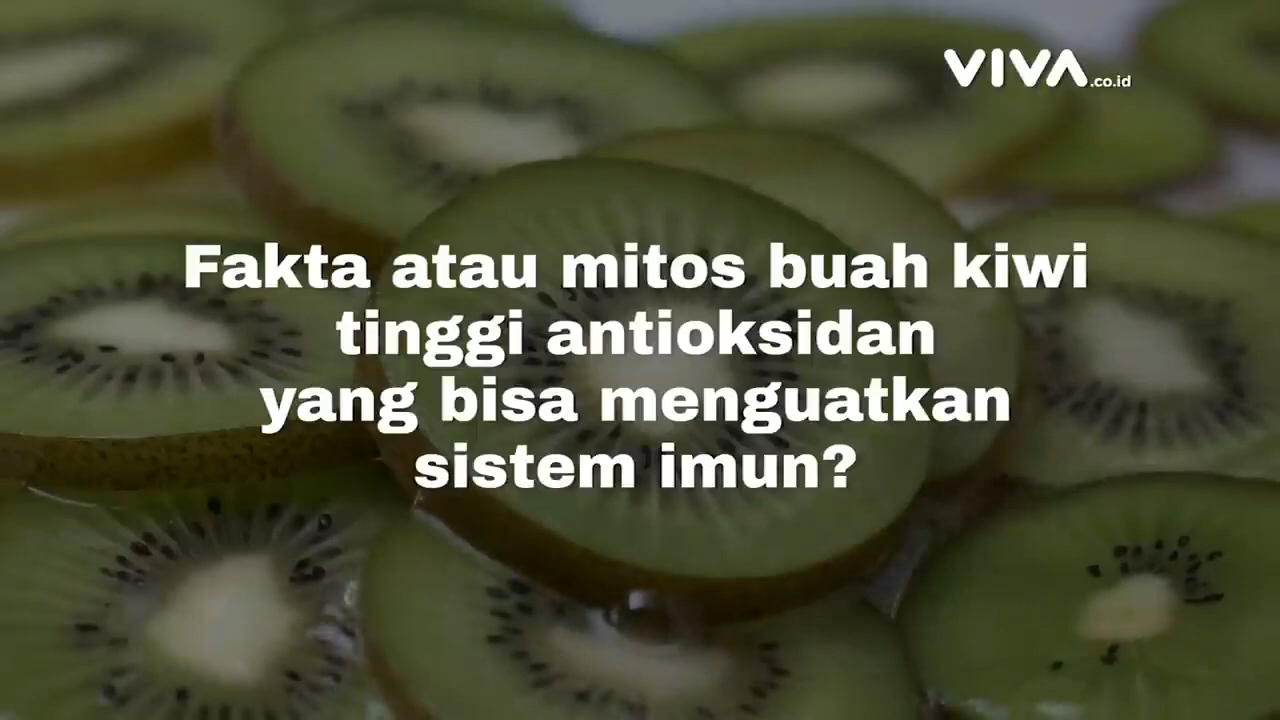 VIVA.co.id
Fakta atau mitos buah kiwi
tinggi antioksidan
yang bisa menguatkan
sistem imun?